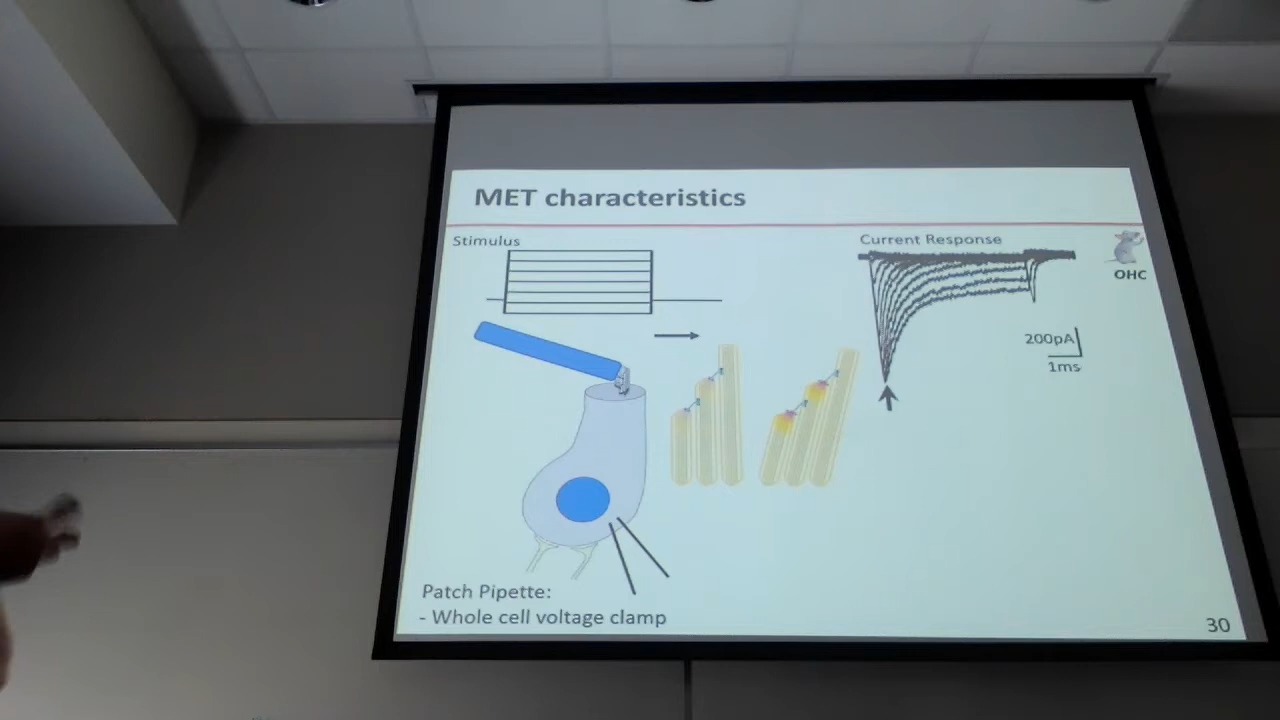 MET characteristics
Stimulus
Current Response
OHC
200pA
1ms
Patch Pipette:
- Whole cell voltage clamp
30